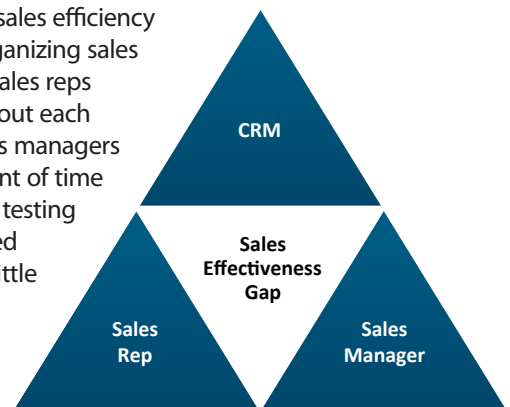 sales efficiency
ganizing sales
ales reps
out each
s managers
nt of time
testing
ed
ittle
CRM
Sales
Effectiveness
Gap
Sales
Rep
Sales
Manager